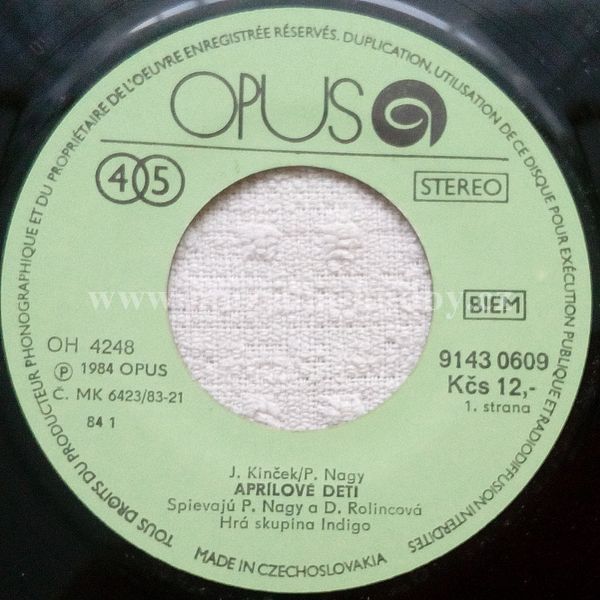 TOUS DROITS DU PRODUCTEUR PHONOGRAPHIQUE ET DU PROPRIÉTAIRE DE L'OEUVRE ENREGISTRÉE RÉSERVÉS. DUPLICATION, UTILISATION DE CE DISQUE POUR EXÉCUTION PUBLIQUE ET RADIODIFFUSION INTERDITES
OPUS
45
STEREO
BIEM
OH 4248
℗ 1984 OPUS
Č. MK 6423/83-21
84 1
9143 0609
Kčs 12,-
1. strana
J. Kinček/P. Nagy
APRÍLOVÉ DETI
Spievajú P. Nagy a D. Rolincová
Hrá skupina Indigo
MADE IN CZECHOSLOVAKIA